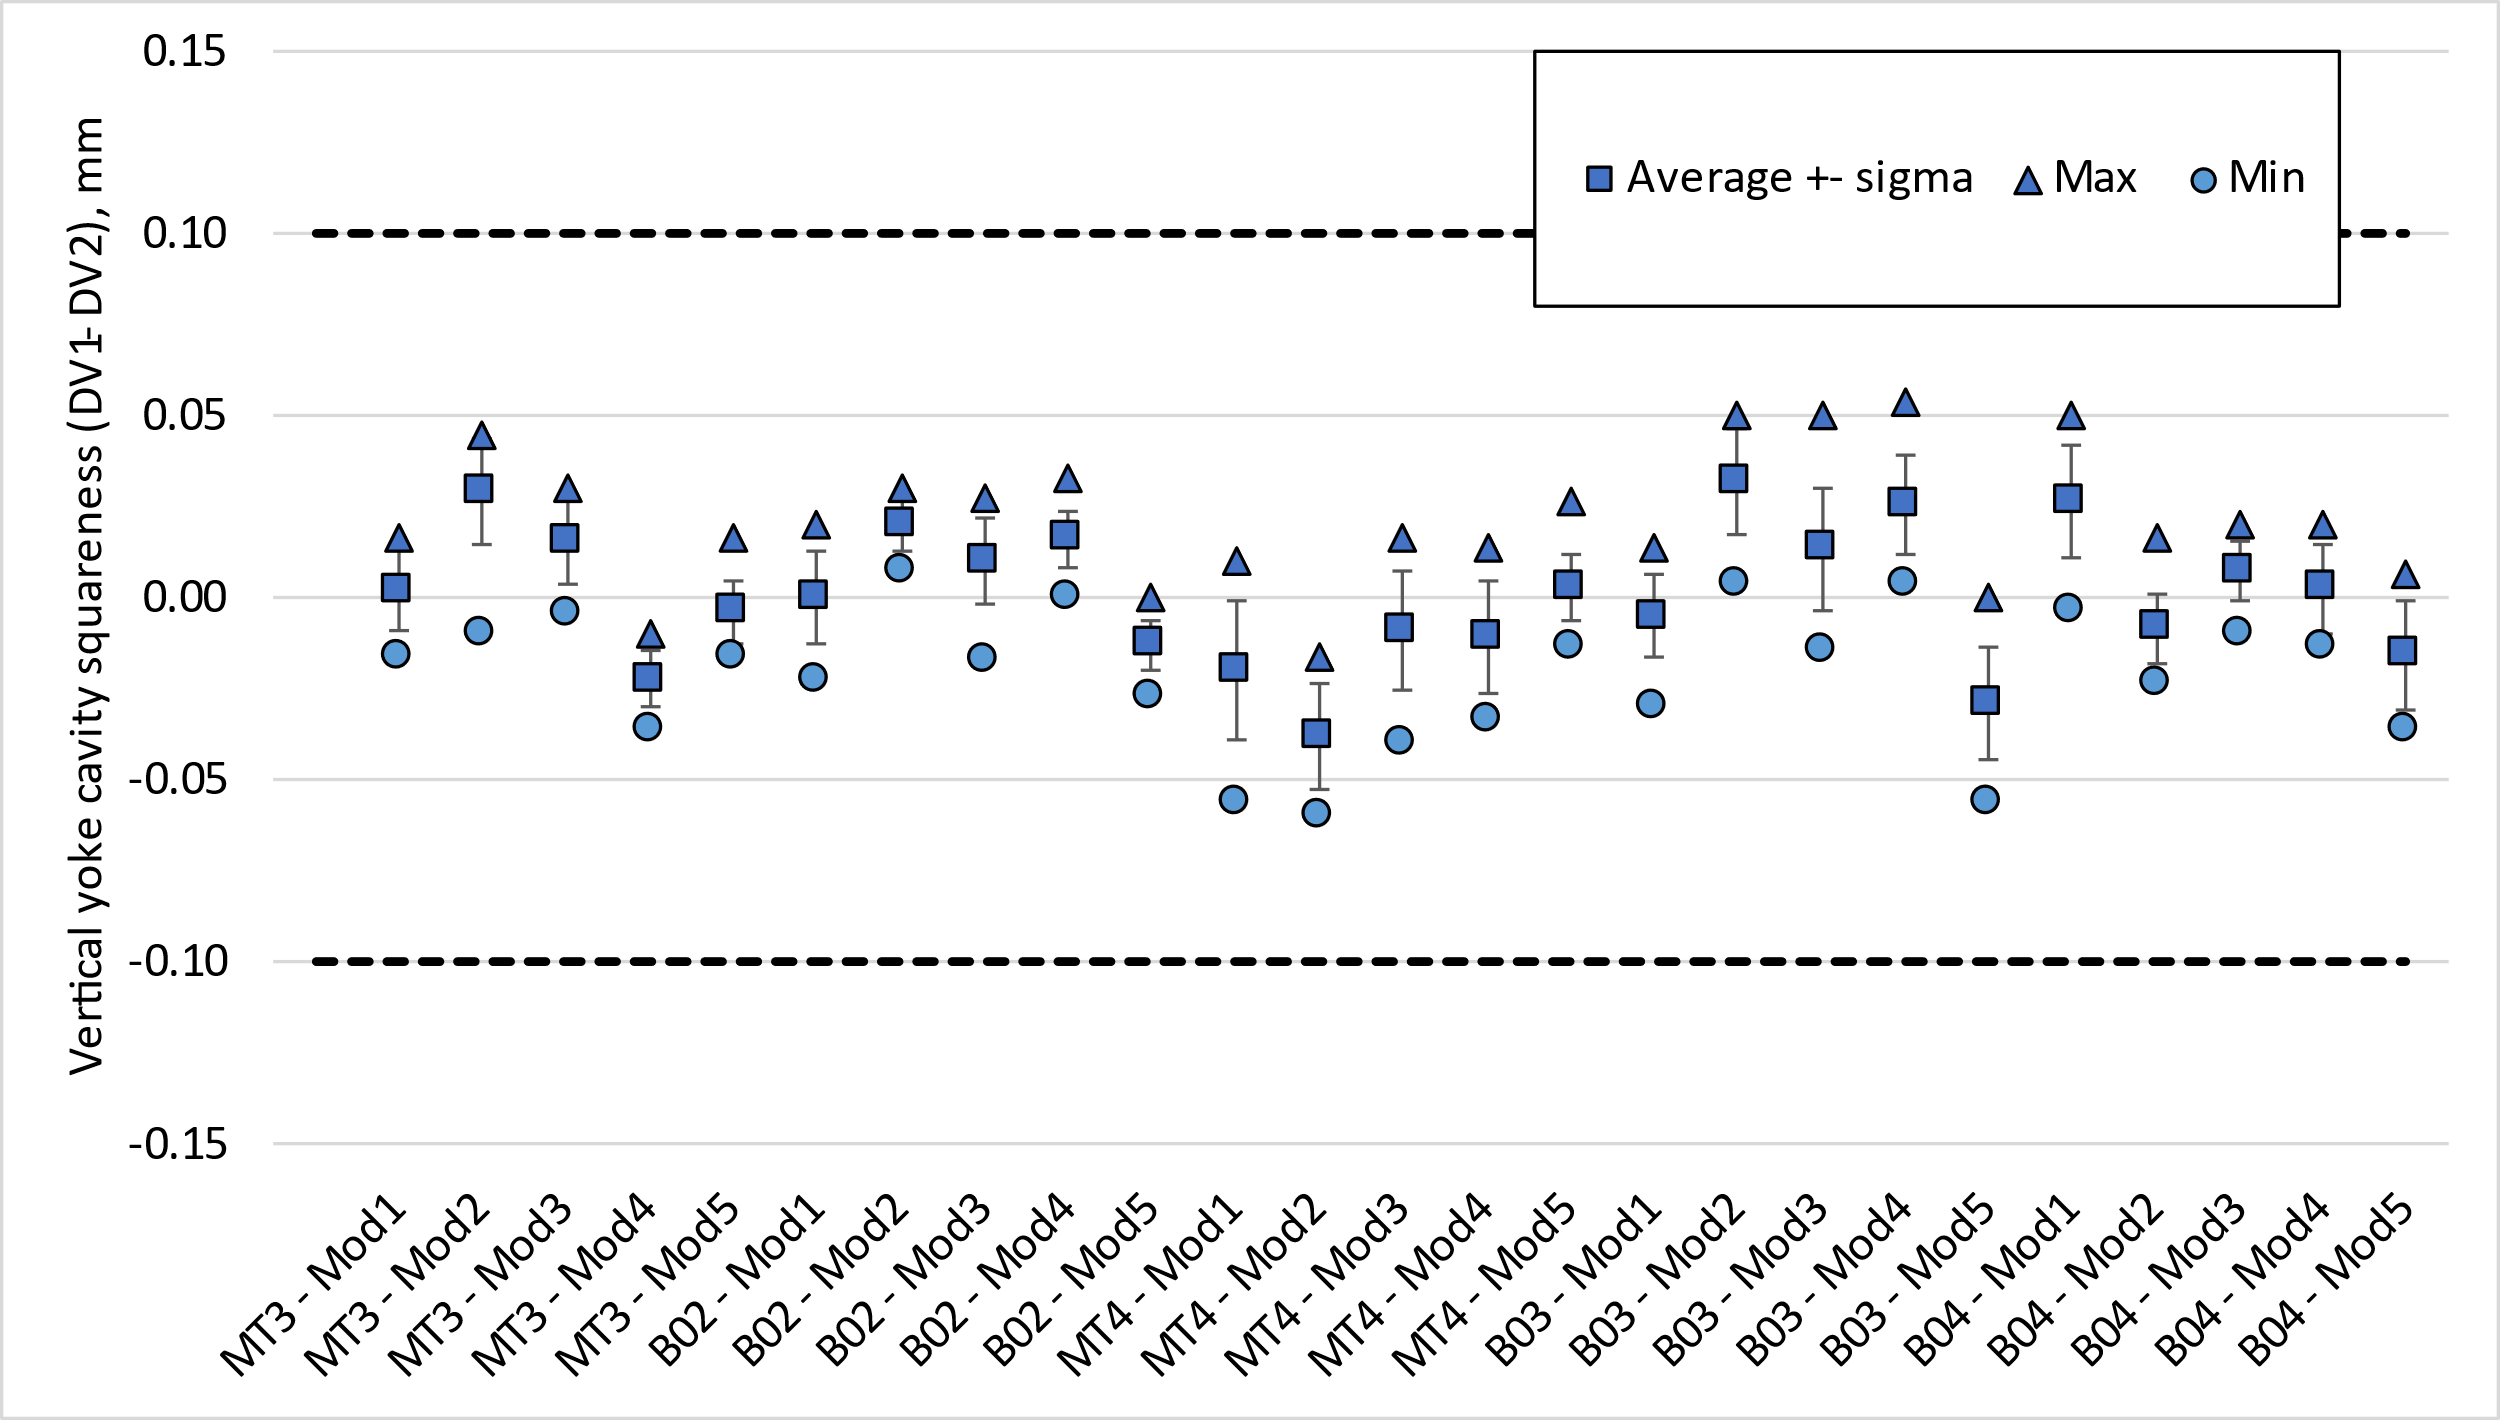 Vertical yoke cavity squareness (DV1- DV2), mm
0.15
0.10
0.05
0.00
-0.05
-0.10
-0.15
Average +- sigma
Max
Min
MT3 - Mod1
MT3 - Mod2
MT3 - Mod3
MT3 - Mod4
MT3 - Mod5
B02 - Mod1
B02 - Mod2
B02 - Mod3
B02 - Mod4
B02 - Mod5
MT4 - Mod1
MT4 - Mod2
MT4 - Mod3
MT4 - Mod4
MT4 - Mod5
B03 - Mod1
B03 - Mod2
B03 - Mod3
B03 - Mod4
B03 - Mod5
B04 - Mod1
B04 - Mod2
B04 - Mod3
B04 - Mod4
B04 - Mod5